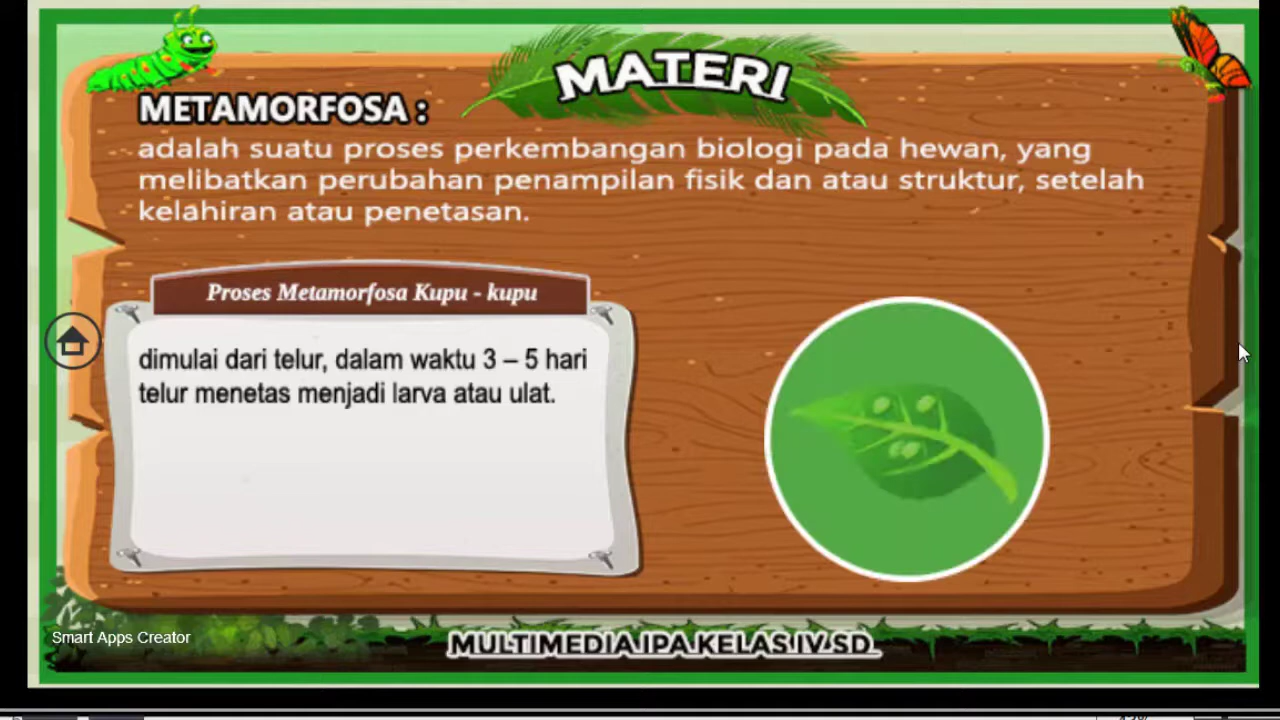 MATERI
METAMORFOSA :
adalah suatu proses perkembangan biologi pada hewan, yang
melibatkan perubahan penampilan fisik dan atau struktur, setelah
kelahiran atau penetasan.
Proses Metamorfosa Kupu - kupu
dimulai dari telur, dalam waktu 3 – 5 hari
telur menetas menjadi larva atau ulat.
Smart Apps Creator
MULTIMEDIA IPA KELAS IV SD.